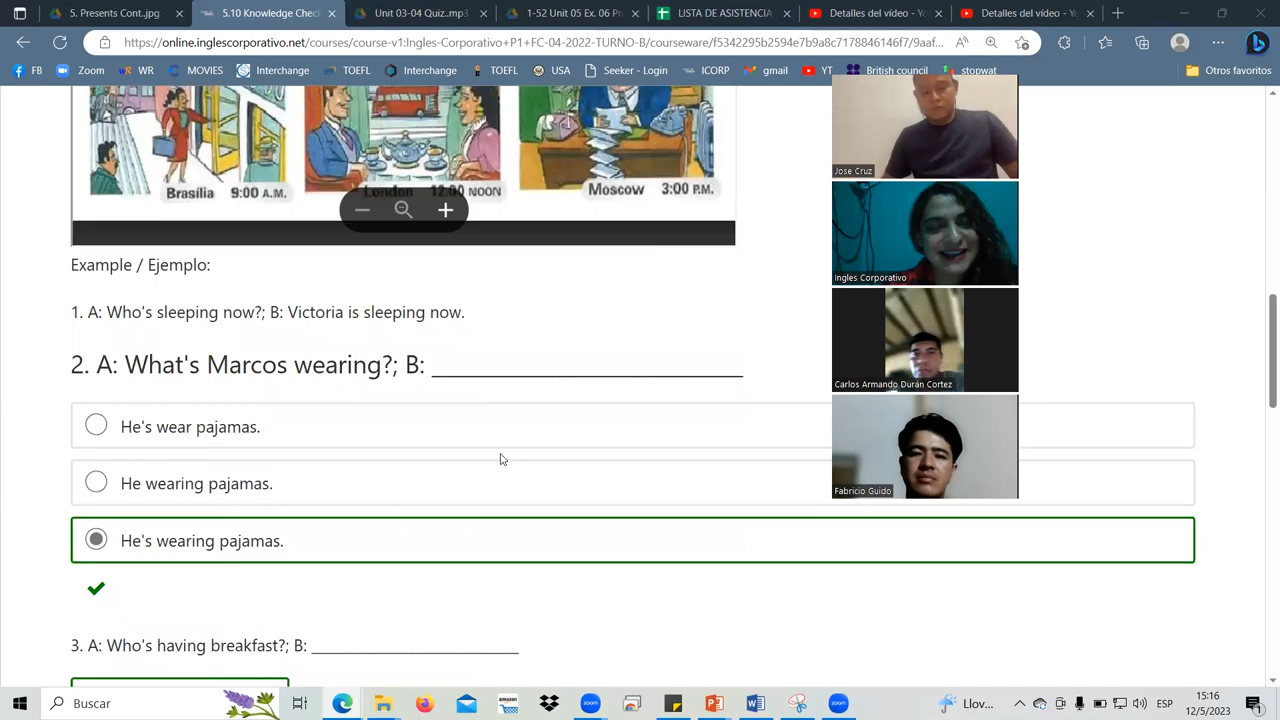 5. Presents Cont.jpg
5.10 Knowledge Chec
Unit 03-04 Quiz.mp3
1-52 Unit 05 Ex. 06 Pr
LISTA DE ASISTENCIA
Detalles del vídeo - Yo
Detalles del vídeo - Yo
https://online.inglescorporativo.net/courses/course-v1:Ingles-Corporativo+P1+FC-04-2022-TURNO-B/courseware/f5342295b2594e7b9a8c7178846146f7/9aaf...
FB
Zoom
WR
MOVIES
Interchange
TOEFL
Interchange
TOEFL
USA
Seeker - Login
ICORP
gmail
YT
British council
stopwat
Otros favoritos
Brasília 9:00 A.M.
London 12:00 NOON
Moscow 3:00 P.M.
Example / Ejemplo:
1. A: Who's sleeping now?; B: Victoria is sleeping now.
2. A: What's Marcos wearing?; B: ___________________________
He's wear pajamas.
He wearing pajamas.
He's wearing pajamas.
3. A: Who's having breakfast?; B: _________________________
Jose Cruz
Ingles Corporativo
Carlos Armando Durán Cortez
Fabricio Guido
Buscar
Llov...
ESP
15:16
12/5/2023